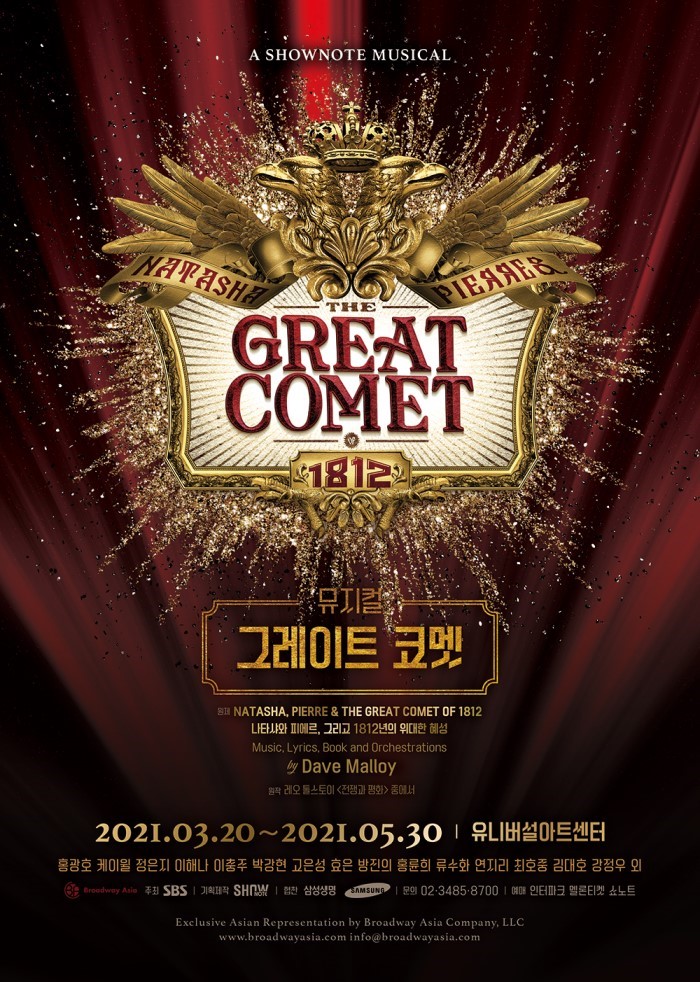 A SHOWNOTE MUSICAL
NATASHA PIERRE&
THE
GREAT
COMET
1812
뮤지컬
그레이트 코멧
원제 NATASHA, PIERRE & THE GREAT COMET OF 1812
나타샤와 피에르, 그리고 1812년의 위대한 혜성
Music, Lyrics, Book and Orchestrations
by Dave Malloy
원작 레오 톨스토이 <전쟁과 평화> 중에서
2021.03.20~2021.05.30 | 유니버설아트센터
홍광호 케이윌 정은지 이해나 이충주 박강현 고은성 효은 방진의 홍륜희 류수화 연지리 최호중 김대호 강정우 외
Broadway Asia 주최 SBS | 기획제작 SHOWNOTE | 협찬 삼성생명 SAMSUNG | 문의 02-3485-8700 | 예매 인터파크 멜론티켓 쇼노트
Exclusive Asian Representation by Broadway Asia Company, LLC
www.broadwayasia.com info@broadwayasia.com